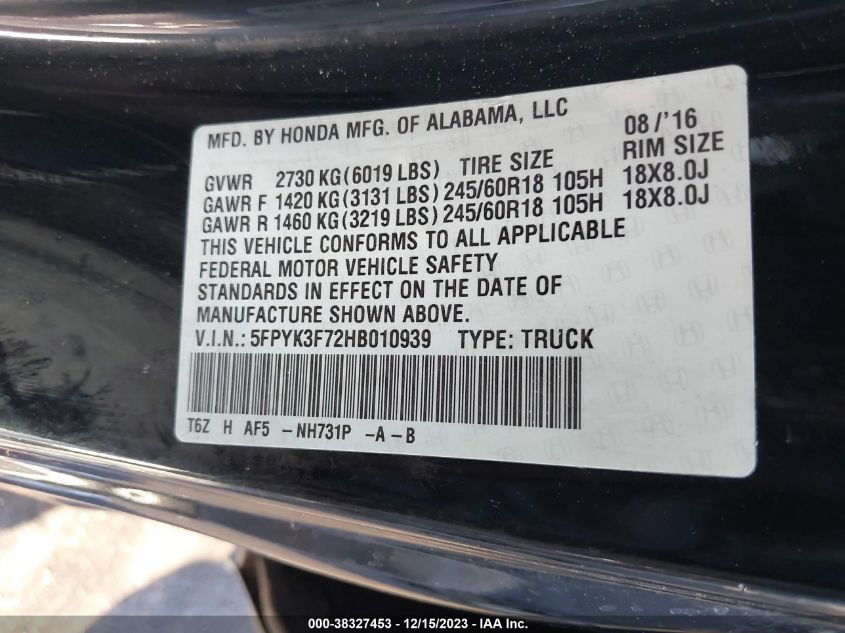 MFD. BY HONDA MFG. OF ALABAMA, LLC 08/'16
GVWR 2730 KG(6019 LBS) TIRE SIZE RIM SIZE
GAWR F 1420 KG(3131 LBS) 245/60R18 105H 18X8.0J
GAWR R 1460 KG(3219 LBS) 245/60R18 105H 18X8.0J
THIS VEHICLE CONFORMS TO ALL APPLICABLE
FEDERAL MOTOR VEHICLE SAFETY
STANDARDS IN EFFECT ON THE DATE OF
MANUFACTURE SHOWN ABOVE.
V.I.N.: 5FPYK3F72HB010939 TYPE: TRUCK
T6Z H AF5 -NH731P -A-B
000-38327453 - 12/15/2023 - IAA Inc.